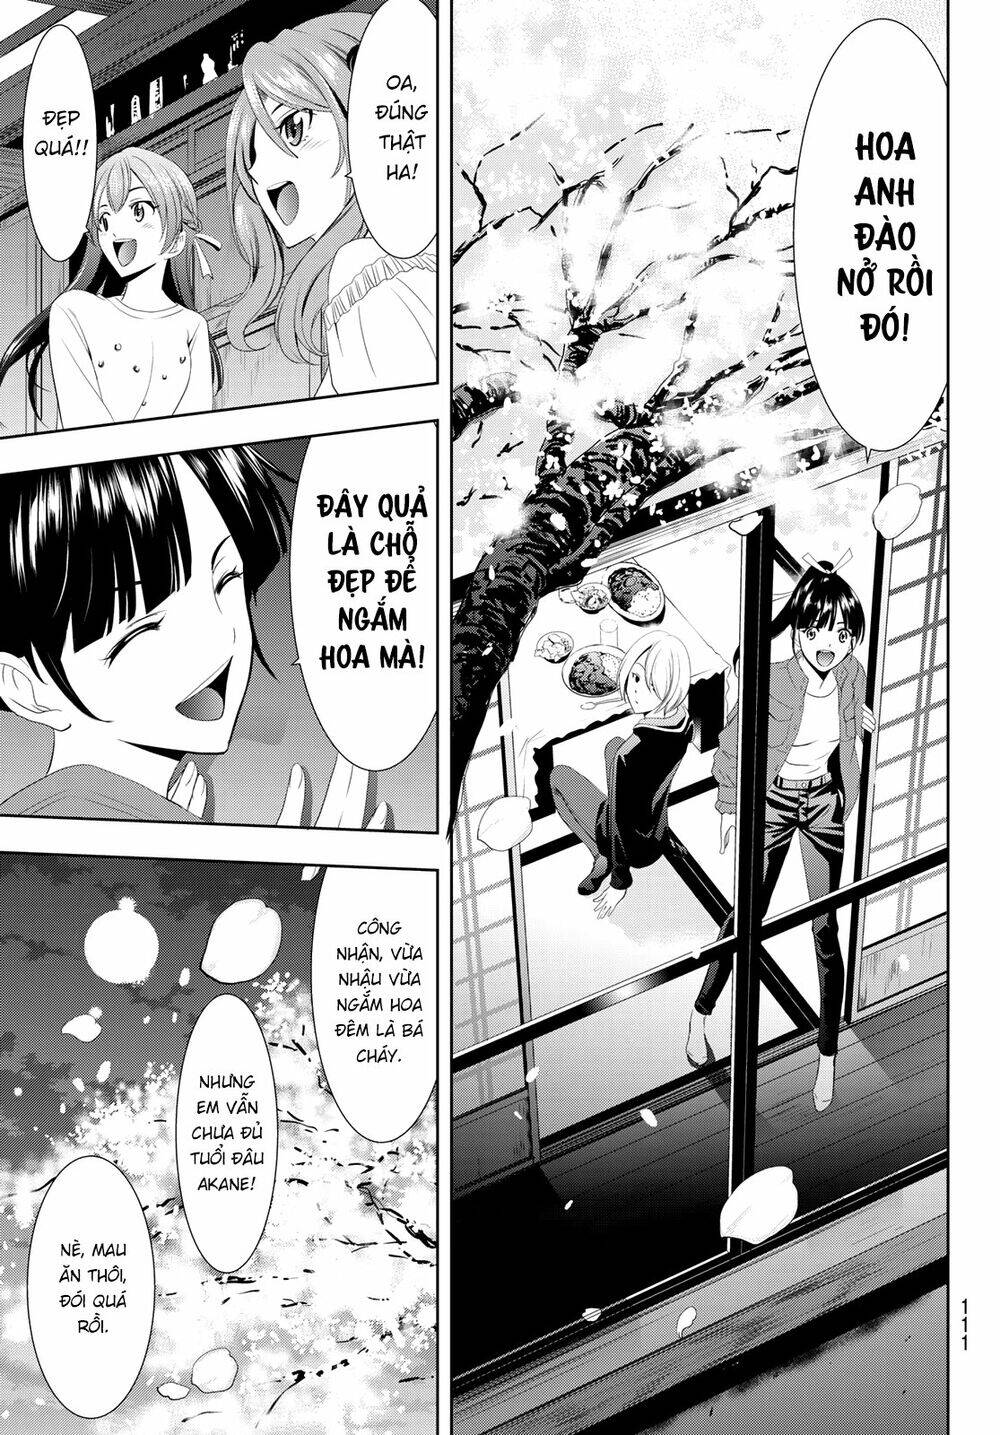 HOA
ANH
ĐÀO
NỞ RỒI
ĐÓ!
OA,
ĐÚNG
THẬT
HA!
ĐẸP
QUÁ!!
ĐÂY QUẢ
LÀ CHỖ
ĐẸP ĐỂ
NGẮM
HOA MÀ!
CÔNG
NHẬN, VỪA
NHẬU VỪA
NGẮM HOA
ĐÊM LÀ BÁ
CHÁY.
NHƯNG
EM VẪN
CHƯA ĐỦ
TUỔI ĐÂU
AKANE!
NÈ, MAU
ĂN THÔI,
ĐÓI QUÁ
RỒI.
111